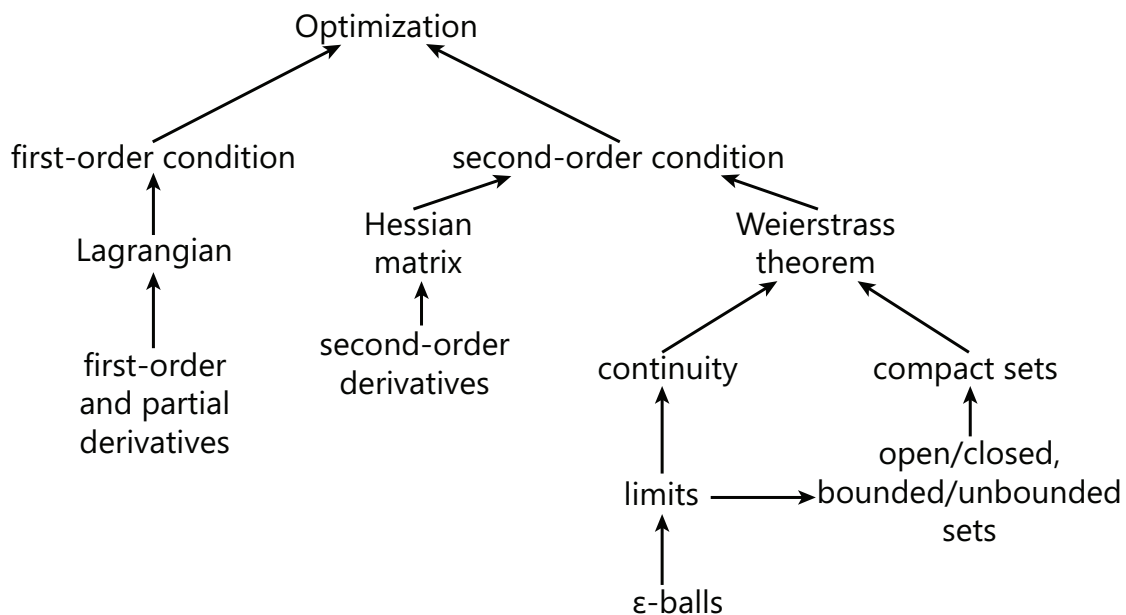 Optimization
first-order condition
second-order condition
Lagrangian
Hessian
matrix
Weierstrass
theorem
first-order
and partial
derivatives
second-order
derivatives
continuity
compact sets
limits
open/closed,
bounded/unbounded
sets
ε-balls